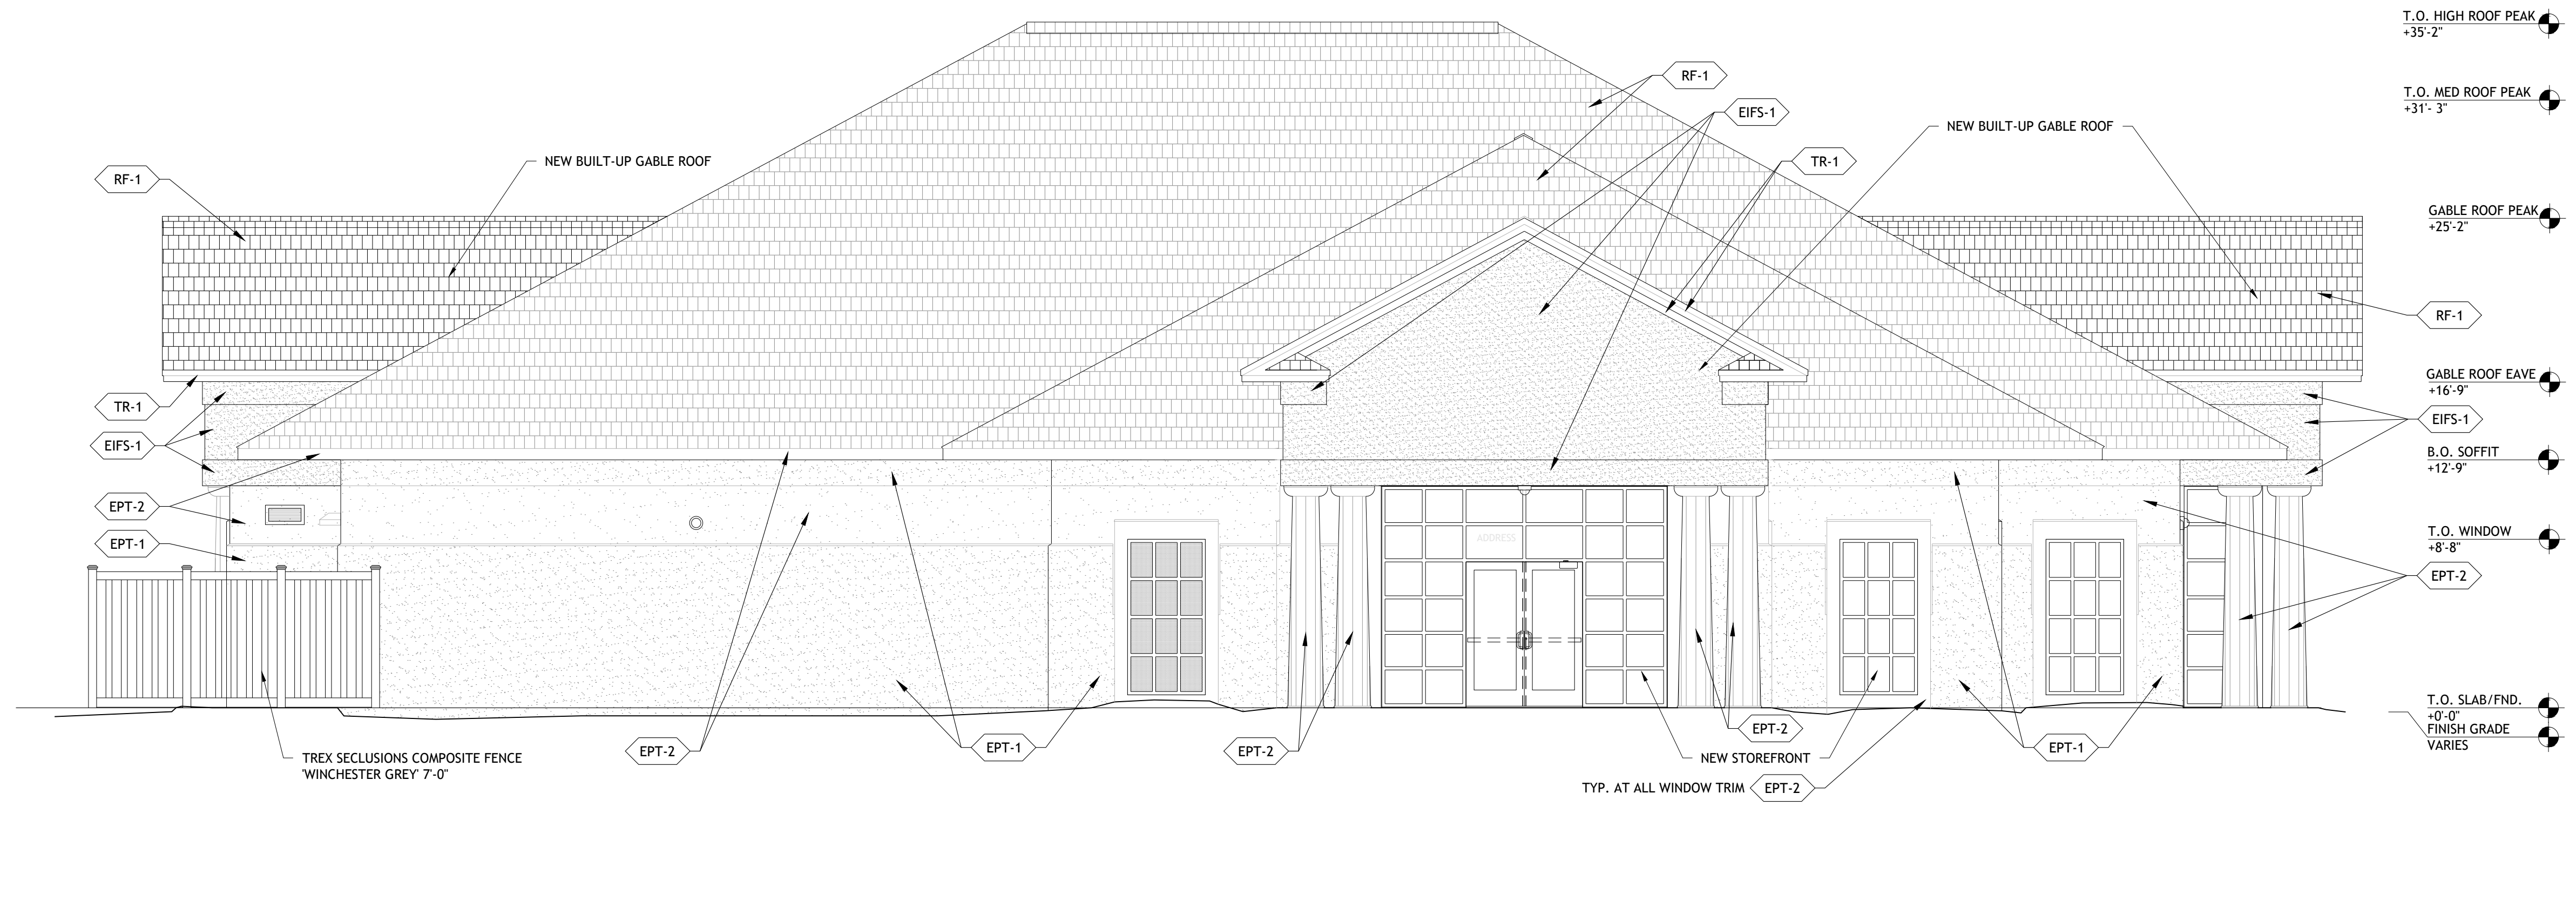 T.O. HIGH ROOF PEAK
+35'-2"
RF-1
T.O. MED ROOF PEAK
+31'- 3"
EIFS-1
NEW BUILT-UP GABLE ROOF
NEW BUILT-UP GABLE ROOF
TR-1
RF-1
GABLE ROOF PEAK
+25'-2"
RF-1
GABLE ROOF EAVE
+16'-9"
TR-1
EIFS-1
EIFS-1
B.O. SOFFIT
+12'-9"
EPT-2
T.O. WINDOW
+8'-8"
ADDRESS
EPT-1
EPT-2
T.O. SLAB/FND.
+0'-0"
FINISH GRADE
VARIES
EPT-2
EPT-2
EPT-1
EPT-2
EPT-1
TREX SECLUSIONS COMPOSITE FENCE
'WINCHESTER GREY' 7'-0"
NEW STOREFRONT
TYP. AT ALL WINDOW TRIM
EPT-2